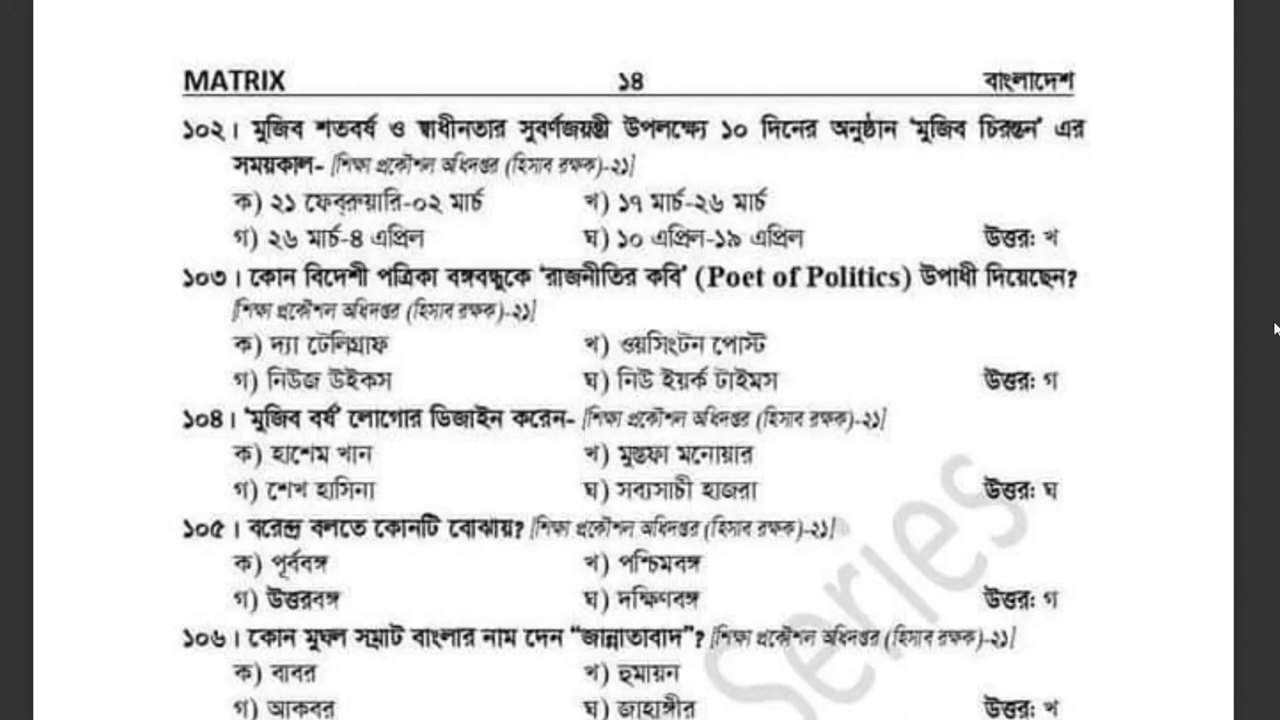 MATRIX ১৪ বাংলাদেশ
১০২। মুজিব শতবর্ষ ও স্বাধীনতার সুবর্ণজয়ন্তী উপলক্ষ্যে ১০ দিনের অনুষ্ঠান ‘মুজিব চিরন্তন’ এর
সময়কাল- [শিক্ষা প্রকৌশল অধিদপ্তর (হিসাব রক্ষক)-২১]
ক) ২১ ফেব্রুয়ারি-০২ মার্চ খ) ১৭ মার্চ-২৬ মার্চ
গ) ২৬ মার্চ-৪ এপ্রিল ঘ) ১০ এপ্রিল-১৯ এপ্রিল উত্তর: খ
১০৩। কোন বিদেশী পত্রিকা বঙ্গবন্ধুকে ‘রাজনীতির কবি’ (Poet of Politics) উপাধী দিয়েছেন?
[শিক্ষা প্রকৌশল অধিদপ্তর (হিসাব রক্ষক)-২১]
ক) দ্যা টেলিগ্রাফ খ) ওয়সিংটন পোস্ট
গ) নিউজ উইকস ঘ) নিউ ইয়র্ক টাইমস উত্তর: গ
১০৪। ‘মুজিব বর্ষ’ লোগোর ডিজাইন করেন- [শিক্ষা প্রকৌশল অধিদপ্তর (হিসাব রক্ষক)-২১]
ক) হাশেম খান খ) মুস্তফা মনোয়ার
গ) শেখ হাসিনা ঘ) সব্যসাচী হাজরা উত্তর: ঘ
১০৫। বরেন্দ্র বলতে কোনটি বোঝায়? [শিক্ষা প্রকৌশল অধিদপ্তর (হিসাব রক্ষক)-২১]
ক) পূর্ববঙ্গ খ) পশ্চিমবঙ্গ
গ) উত্তরবঙ্গ ঘ) দক্ষিণবঙ্গ উত্তর: গ
১০৬। কোন মুঘল সম্রাট বাংলার নাম দেন “জান্নাতাবাদ”? [শিক্ষা প্রকৌশল অধিদপ্তর (হিসাব রক্ষক)-২১]
ক) বাবর খ) হুমায়ন
গ) আকবর ঘ) জাহাঙ্গীর উত্তর: খ
Series